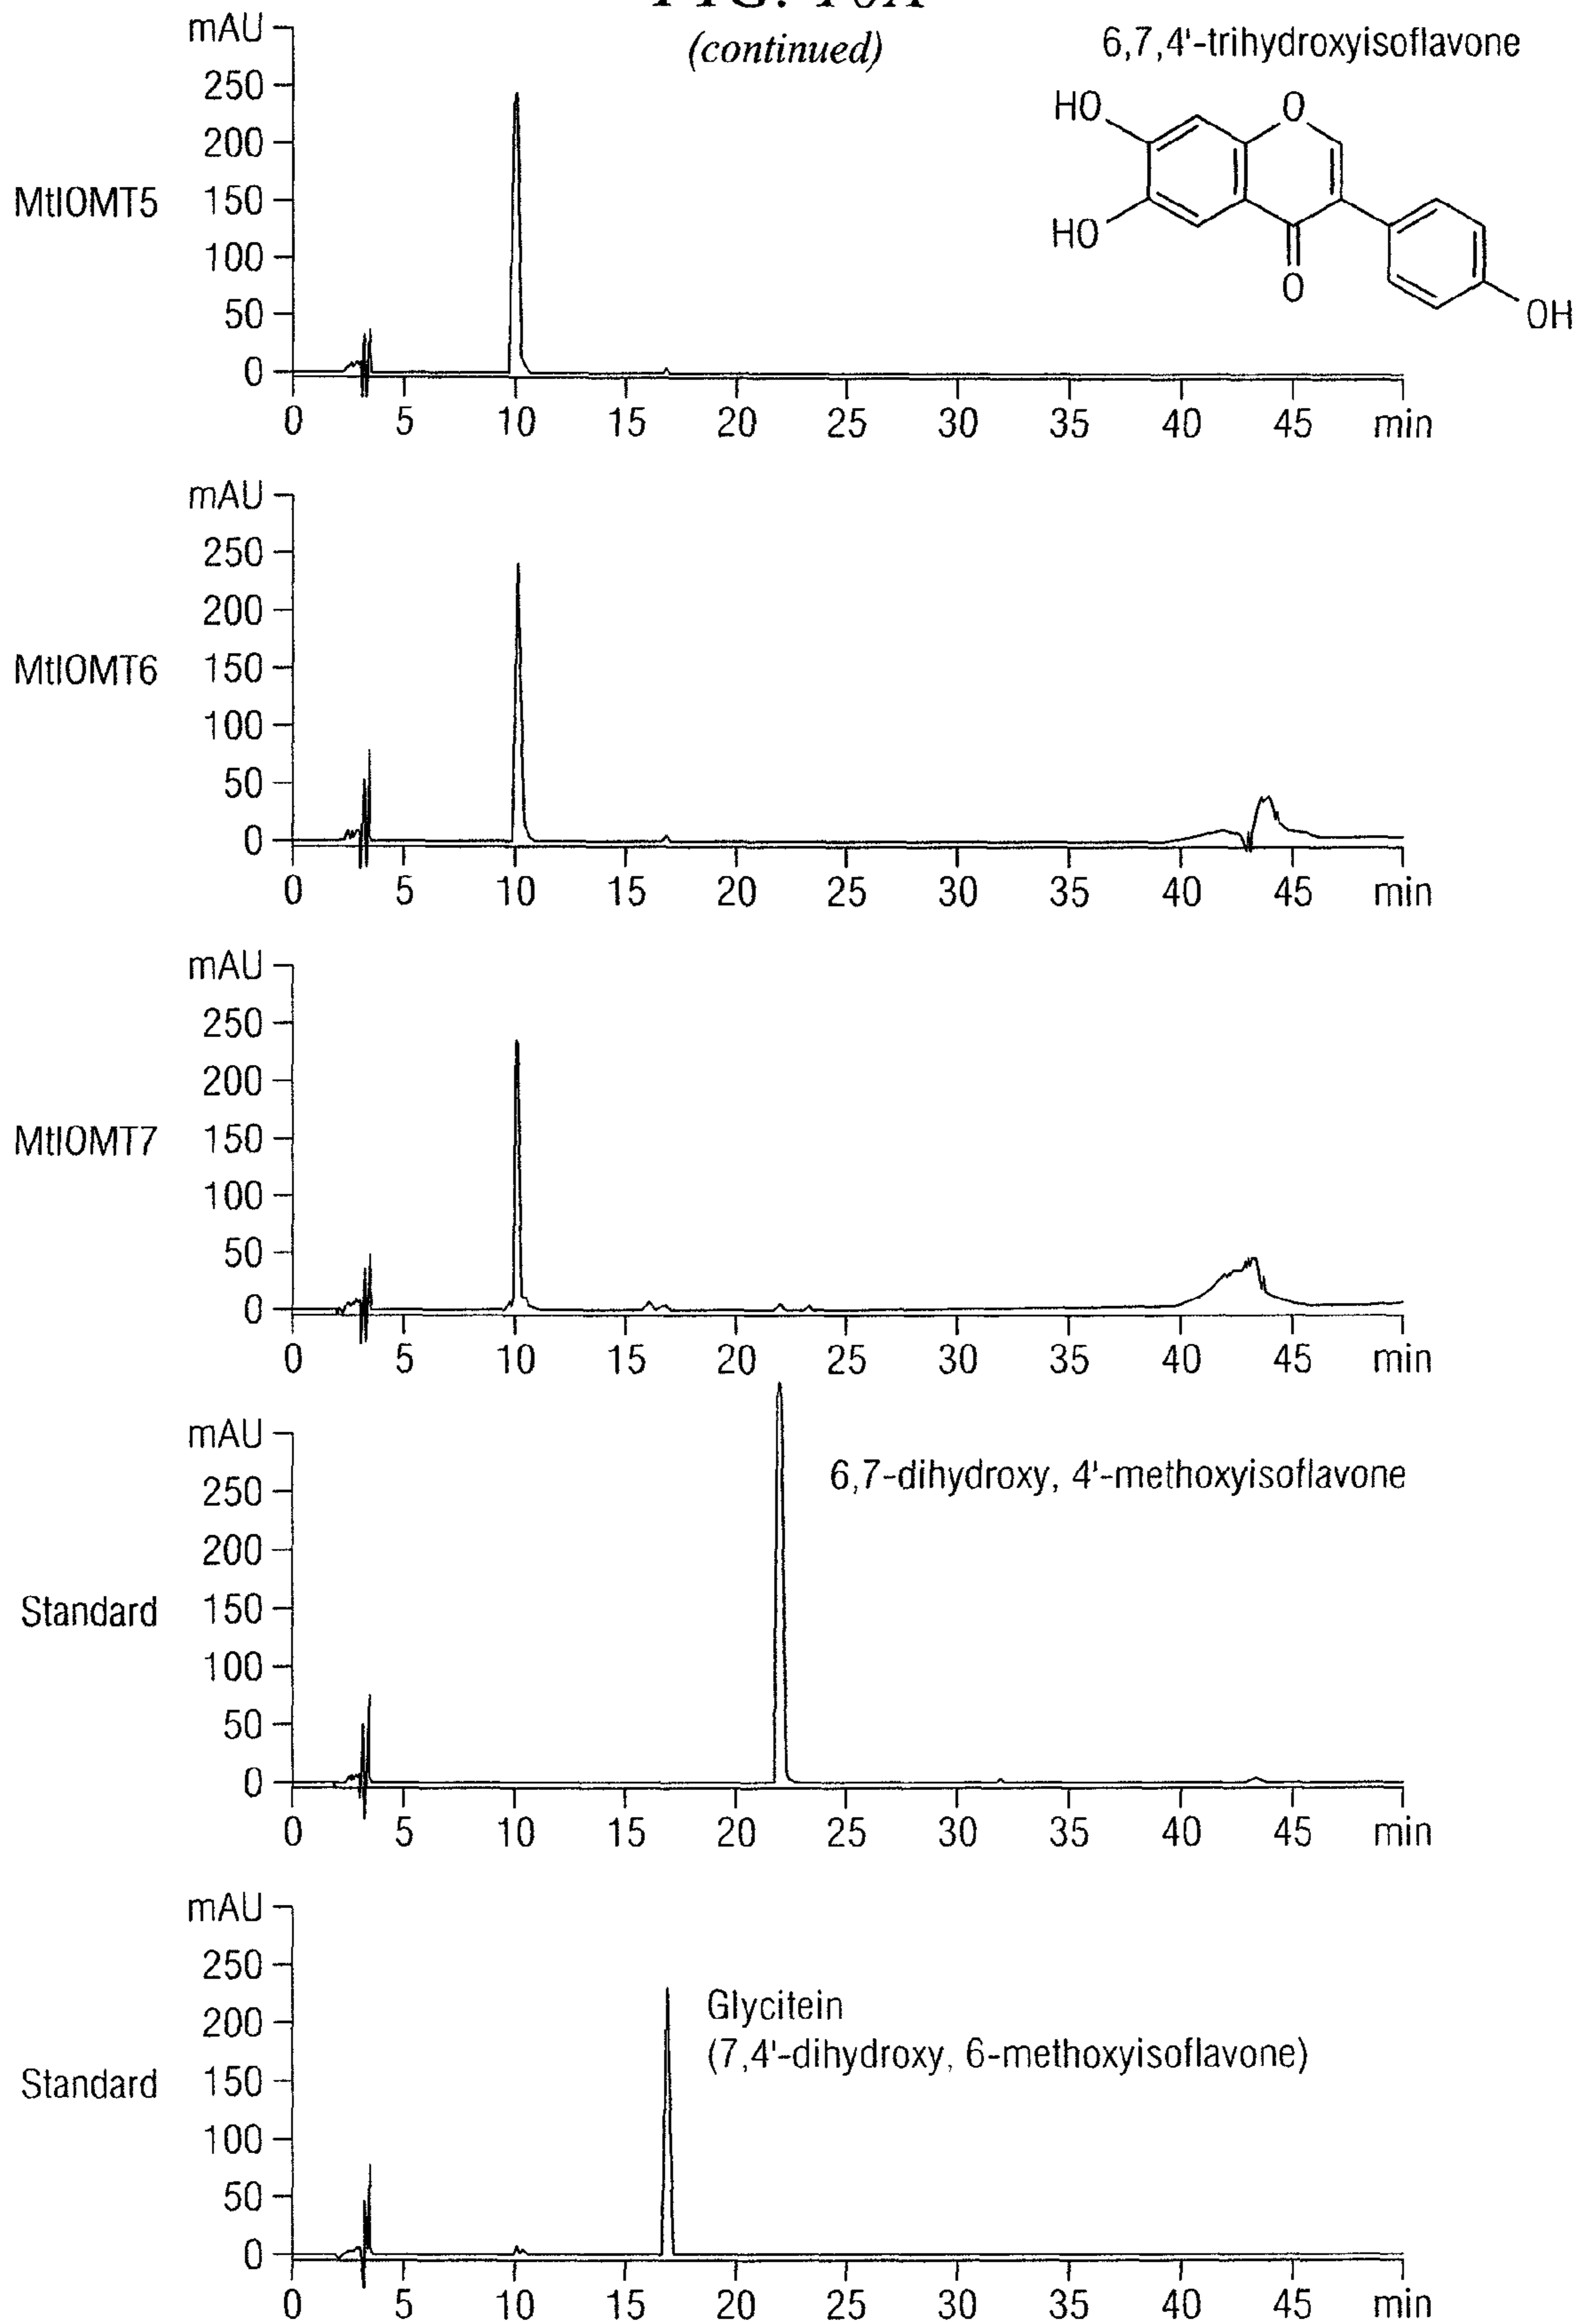 FIG. 10A
(continued)
6,7,4'-trihydroxyisoflavone
HO
O
HO
O
OH
mAU
250
200
MtIOMT5
150
100
50
0
0 5 10 15 20 25 30 35 40 45 min
mAU
250
200
MtIOMT6
150
100
50
0
0 5 10 15 20 25 30 35 40 45 min
mAU
250
200
MtIOMT7
150
100
50
0
0 5 10 15 20 25 30 35 40 45 min
mAU
6,7-dihydroxy, 4'-methoxyisoflavone
250
200
Standard
150
100
50
0
0 5 10 15 20 25 30 35 40 45 min
mAU
250
Glycitein
200
(7,4'-dihydroxy, 6-methoxyisoflavone)
Standard
150
100
50
0
0 5 10 15 20 25 30 35 40 45 min